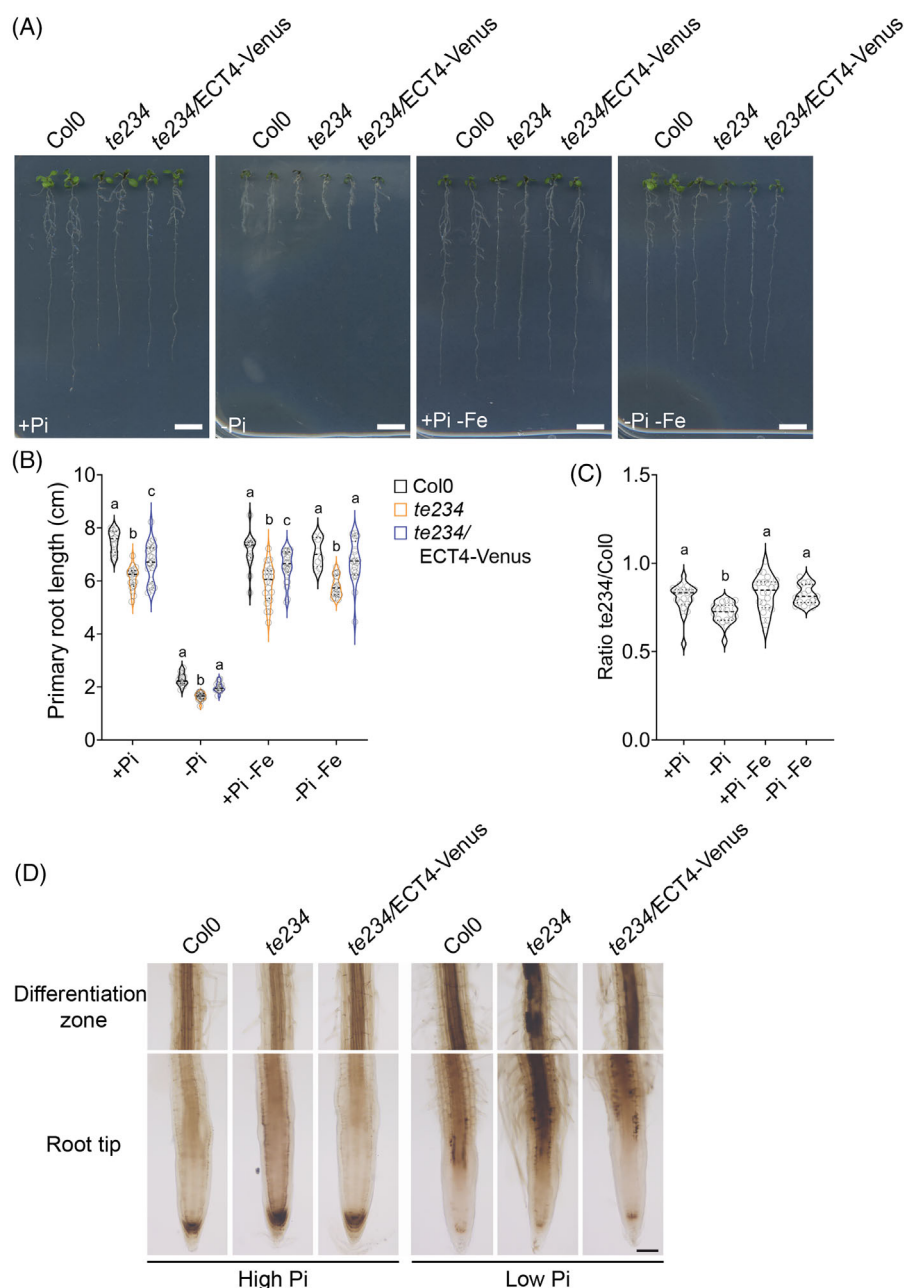 (A)
Col0 te234 te234/ECT4-Venus
Col0 te234 te234/ECT4-Venus
Col0 te234 te234/ECT4-Venus
Col0 te234 te234/ECT4-Venus
+Pi
-Pi
+Pi -Fe
-Pi -Fe
(B)
Primary root length (cm)
10
8
6
4
2
0
a b c
a b a
a b c
a b a
+Pi
-Pi
+Pi -Fe
-Pi -Fe
Col0
te234
te234/
ECT4-Venus
(C)
Ratio te234/Col0
1.5
1.0
0.5
0.0
a b a a
+Pi
-Pi
+Pi -Fe
-Pi -Fe
(D)
Col0 te234 te234/ECT4-Venus
Col0 te234 te234/ECT4-Venus
Differentiation
zone
Root tip
High Pi
Low Pi